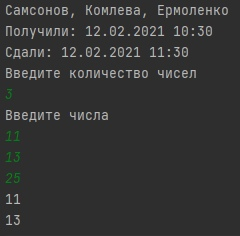 Самсонов, Комлева, Ермоленко
Получили: 12.02.2021 10:30
Сдали: 12.02.2021 11:30
Введите количество чисел
3
Введите числа
11
13
25
11
13